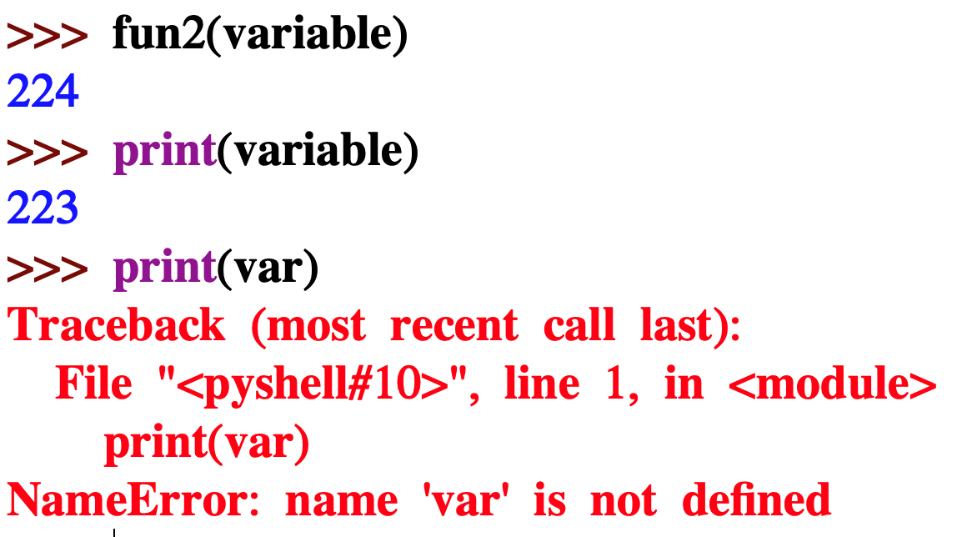 >>> fun2(variable)
224
>>> print(variable)
223
>>> print(var)
Traceback (most recent call last):
  File "<pyshell#10>", line 1, in <module>
    print(var)
NameError: name 'var' is not defined